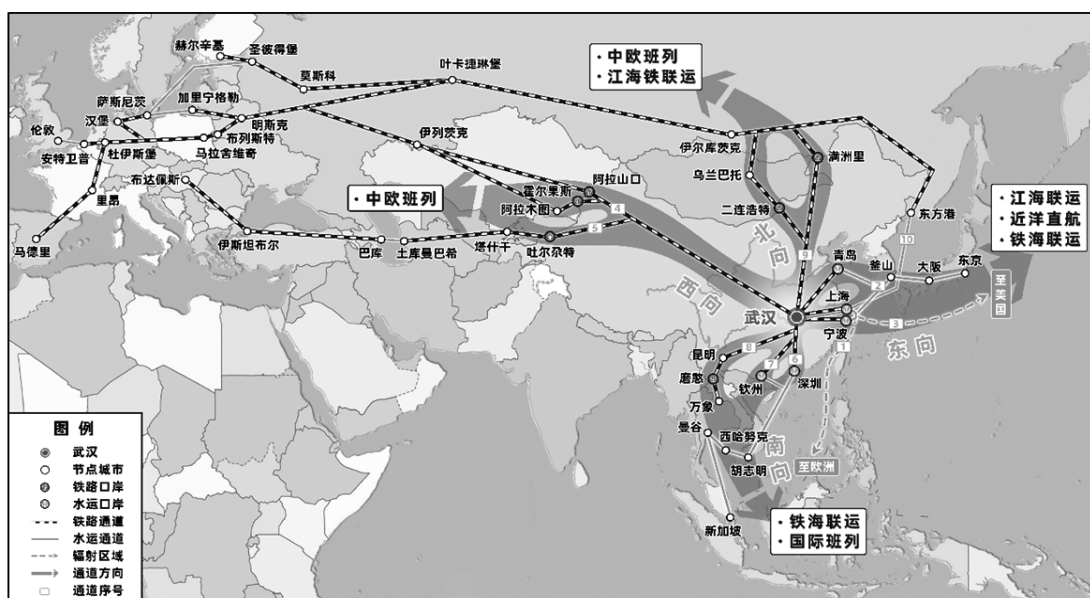 赫尔辛基
圣彼得堡
莫斯科
叶卡捷琳堡
·中欧班列
·江海铁联运
萨斯尼茨
加里宁格勒
汉堡
伦敦
明斯克
布列斯特
安特卫普
杜伊斯堡
马拉舍维奇
伊列茨克
伊尔库茨克
满洲里
乌兰巴托
布达佩斯
里昂
·中欧班列
霍尔果斯
阿拉山口
阿拉木图
4
二连浩特
东方港
·江海联运
·近洋直航
·铁海联运
马德里
伊斯坦布尔
巴库
土库曼巴希
塔什干
吐尔尕特
5
北向
9
10
青岛
釜山
大阪
东京
2
至美国
西向
武汉
上海
宁波
3
1
东向
昆明
8
7
6
磨憨
钦州
深圳
万象
曼谷
西哈努克
胡志明
南向
至欧洲
新加坡
·铁海联运
·国际班列
图例
武汉
节点城市
铁路口岸
水运口岸
铁路通道
水运通道
辐射区域
通道方向
通道序号